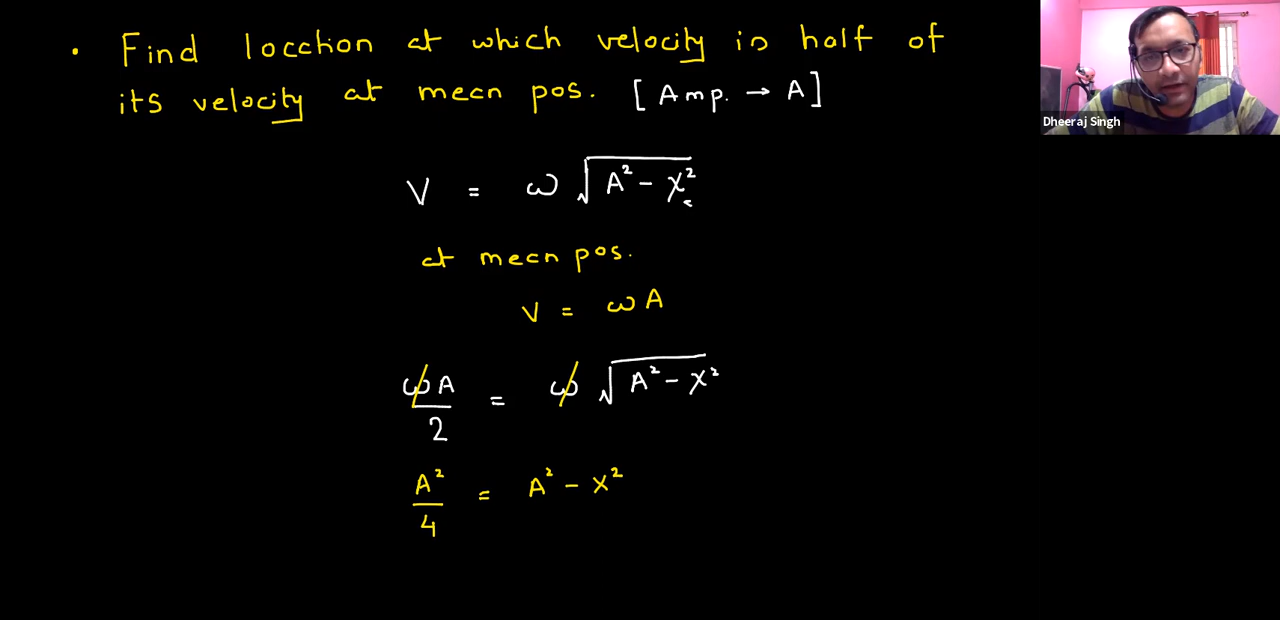 • Find location at which velocity is half of
its velocity at mean pos. [Amp. → A]
Dheeraj Singh
V = ω √(A² - x²)
at mean pos.
V = ωA
ωA/2 = ω √(A² - x²)
A²/4 = A² - x²